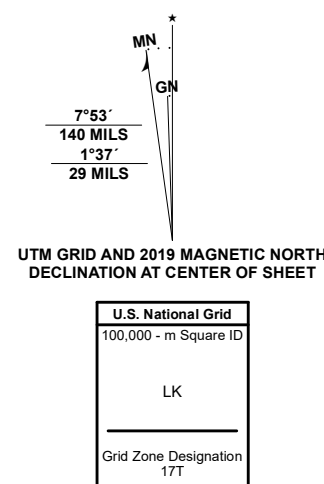 ★
MN
GN
7°53´
140 MILS
1°37´
29 MILS
UTM GRID AND 2019 MAGNETIC NORTH
DECLINATION AT CENTER OF SHEET
U.S. National Grid
100,000 - m Square ID
LK
Grid Zone Designation
17T